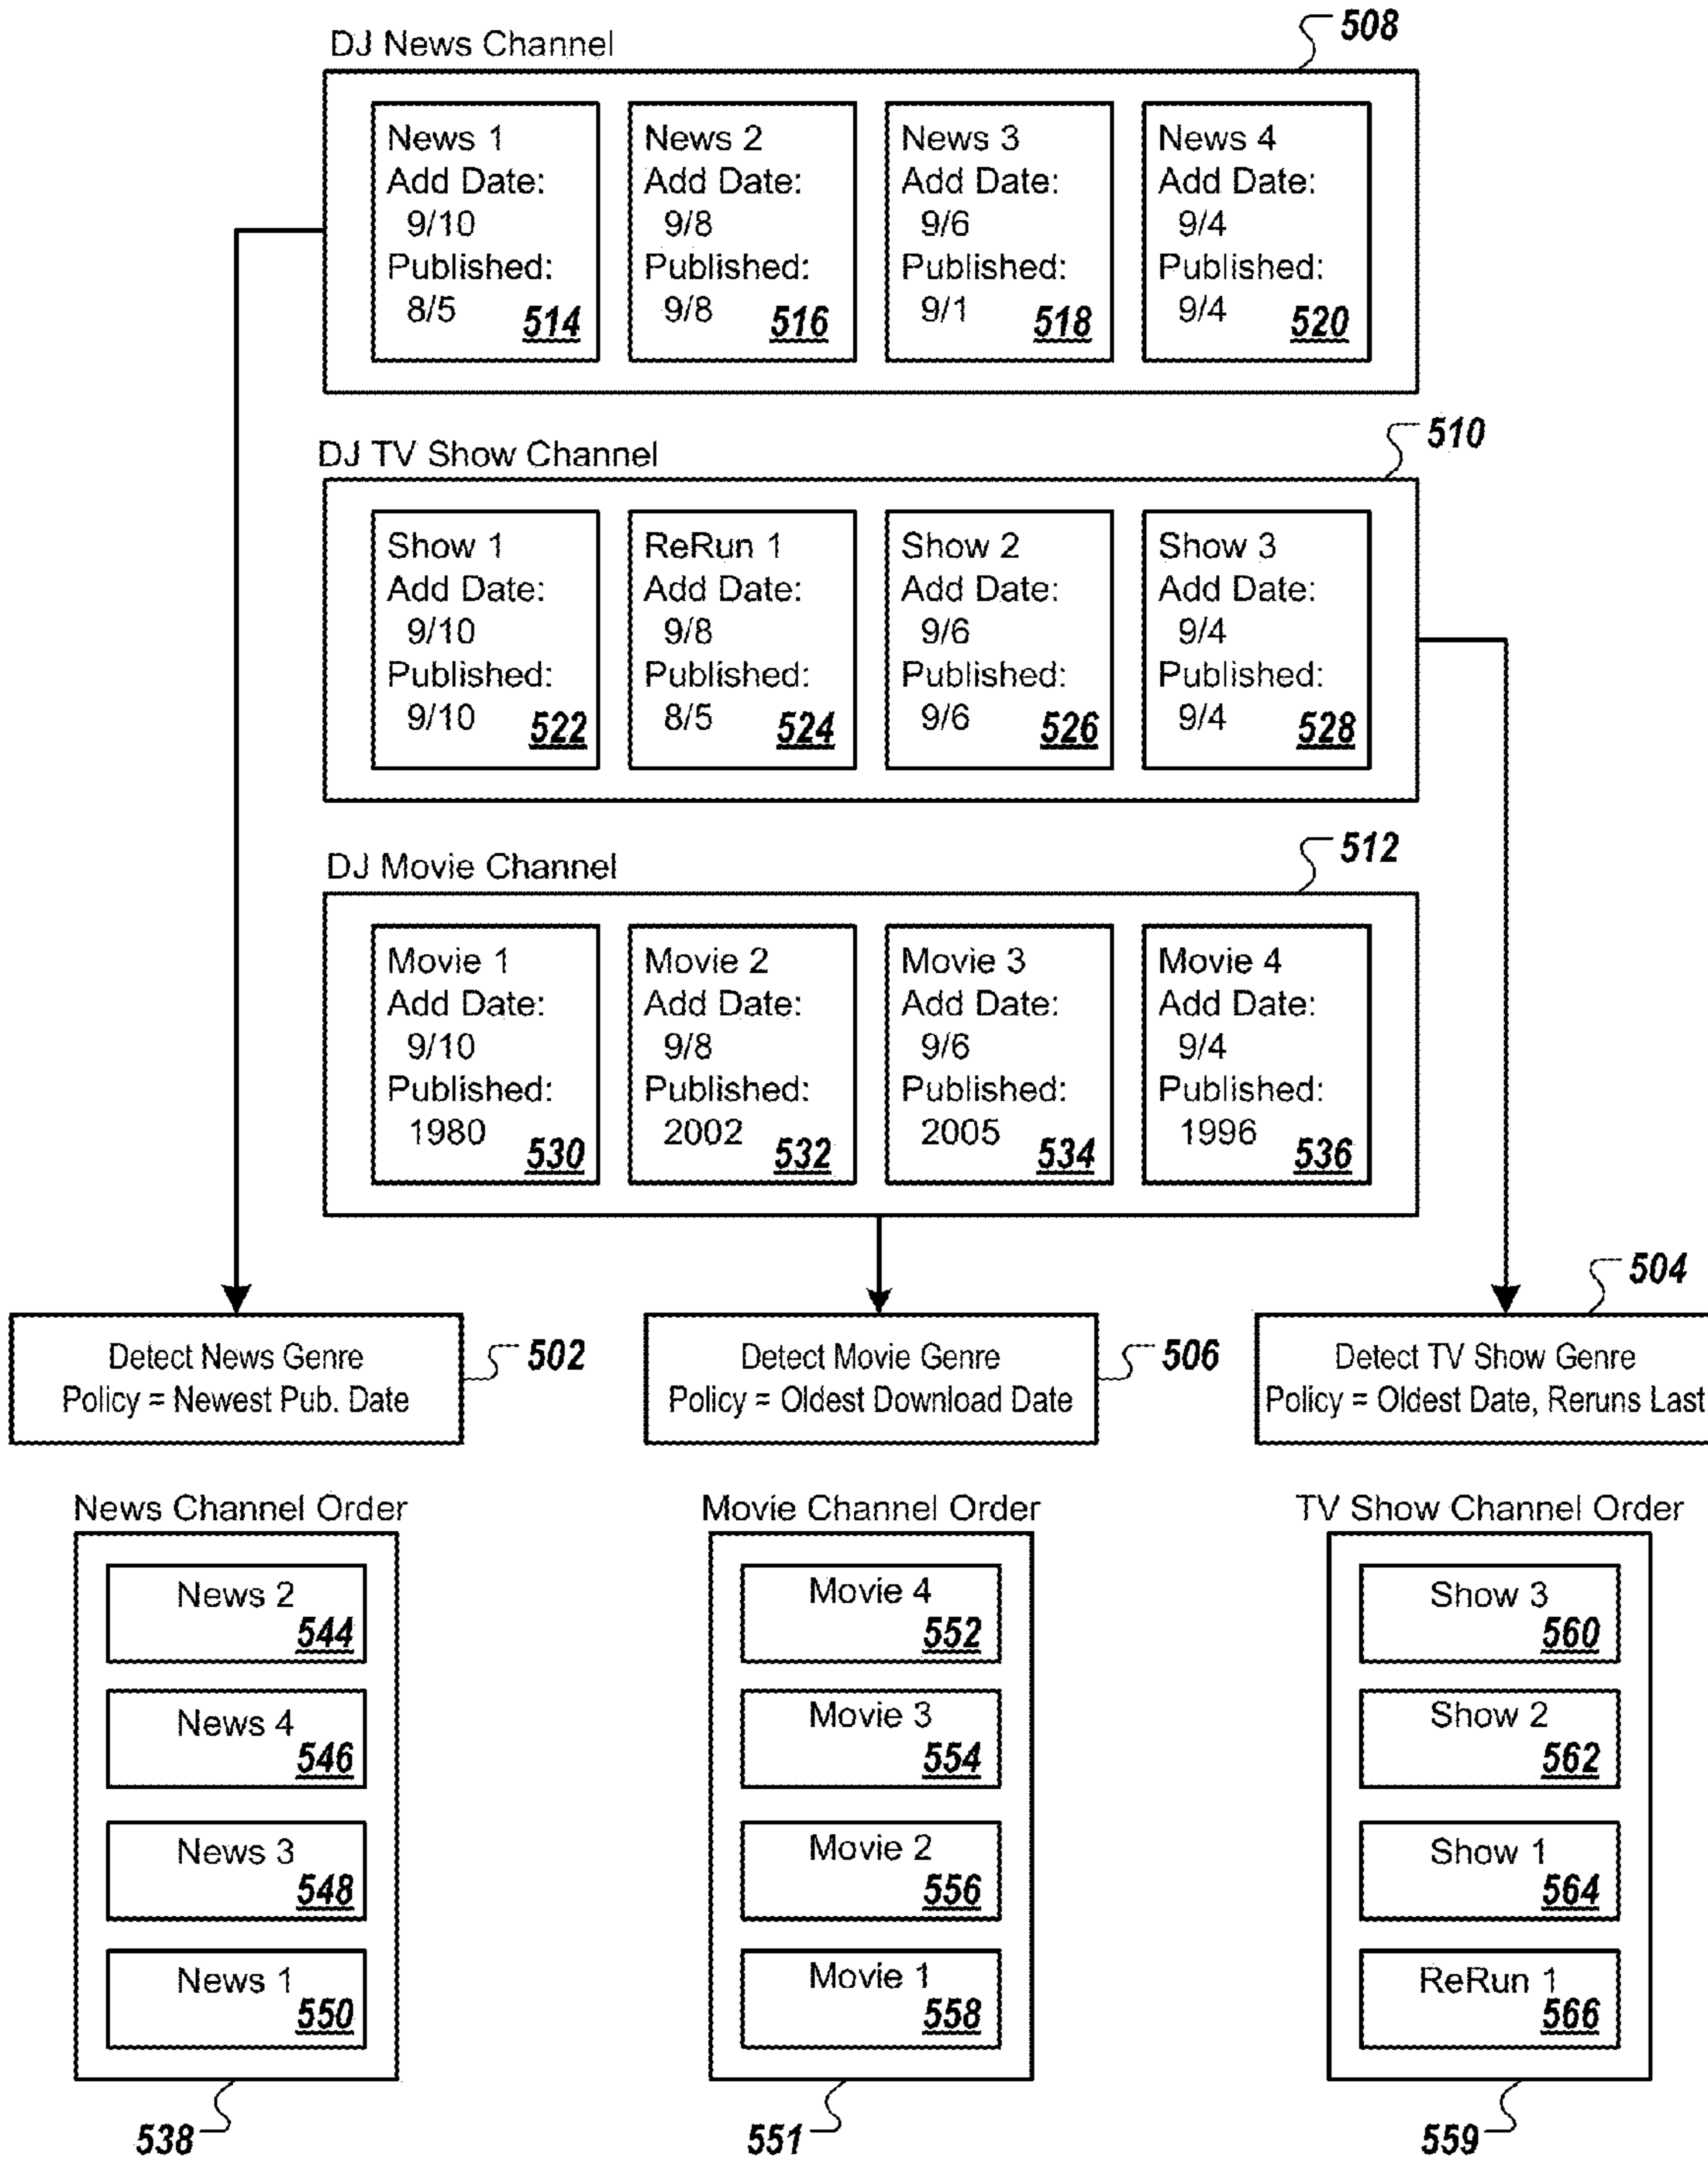 508
DJ News Channel
News 1
Add Date:
9/10
Published:
8/5 514
News 2
Add Date:
9/8
Published:
9/8 516
News 3
Add Date:
9/6
Published:
9/1 518
News 4
Add Date:
9/4
Published:
9/4 520
510
DJ TV Show Channel
Show 1
Add Date:
9/10
Published:
9/10 522
ReRun 1
Add Date:
9/8
Published:
8/5 524
Show 2
Add Date:
9/6
Published:
9/6 526
Show 3
Add Date:
9/4
Published:
9/4 528
512
DJ Movie Channel
Movie 1
Add Date:
9/10
Published:
1980 530
Movie 2
Add Date:
9/8
Published:
2002 532
Movie 3
Add Date:
9/6
Published:
2005 534
Movie 4
Add Date:
9/4
Published:
1996 536
Detect News Genre
Policy = Newest Pub. Date
502
Detect Movie Genre
Policy = Oldest Download Date
506
504
Detect TV Show Genre
Policy = Oldest Date, Reruns Last
News Channel Order
News 2
544
News 4
546
News 3
548
News 1
550
538
Movie Channel Order
Movie 4
552
Movie 3
554
Movie 2
556
Movie 1
558
551
TV Show Channel Order
Show 3
560
Show 2
562
Show 1
564
ReRun 1
566
559